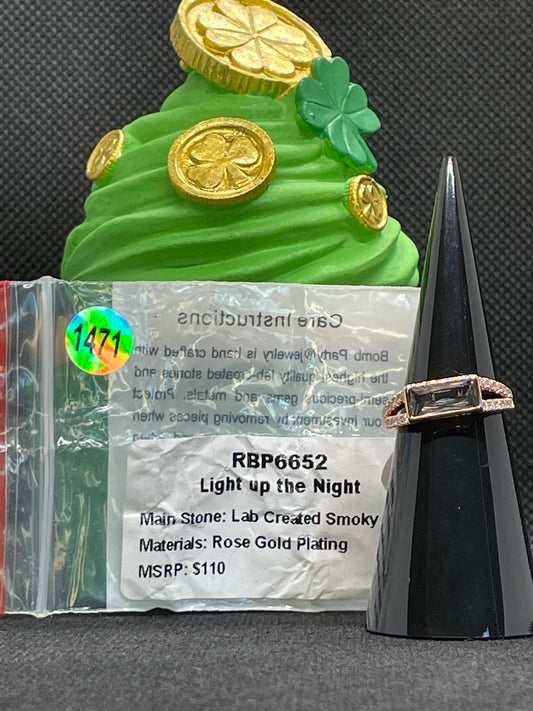 1471
Care Instructions
Bomb Party®jewelry is hand crafted with
the highest quality lab created stones and
semi-precious gems and metals. Protect
our investment by removing pieces when
RBP6652
Light up the Night
Main Stone: Lab Created Smoky
Materials: Rose Gold Plating
MSRP: $110